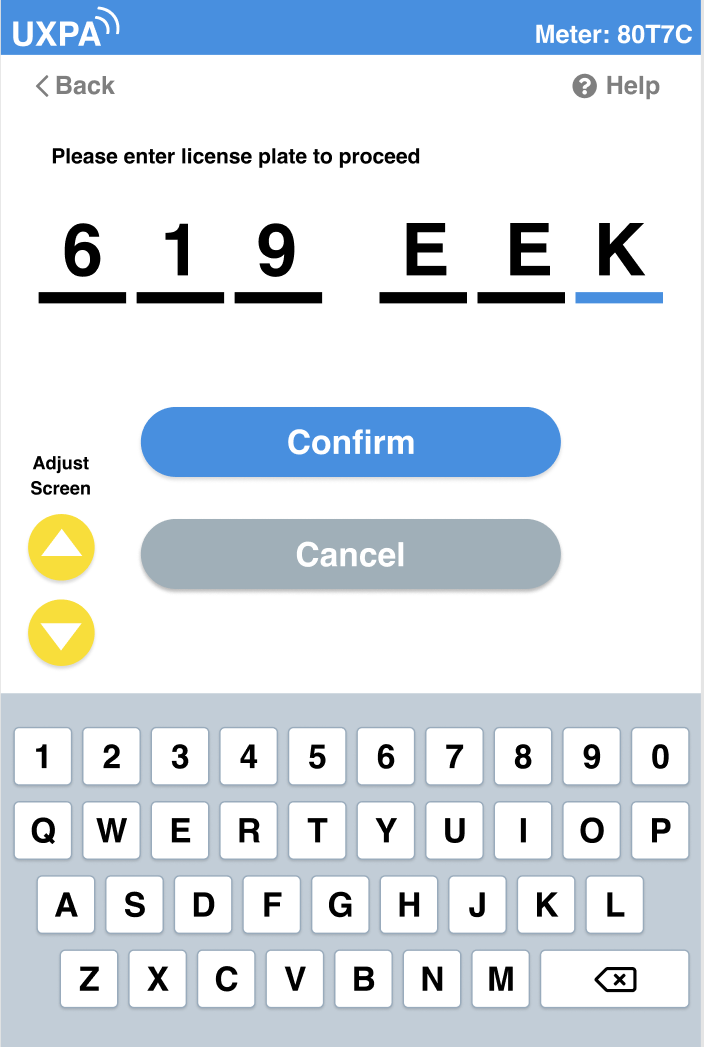 UXPA
Meter: 80T7C
Back
Help
Please enter license plate to proceed
6 1 9 E E K
Confirm
Adjust
Screen
Cancel
1 2 3 4 5 6 7 8 9 0
Q W E R T Y U I O P
A S D F G H J K L
Z X C V B N M